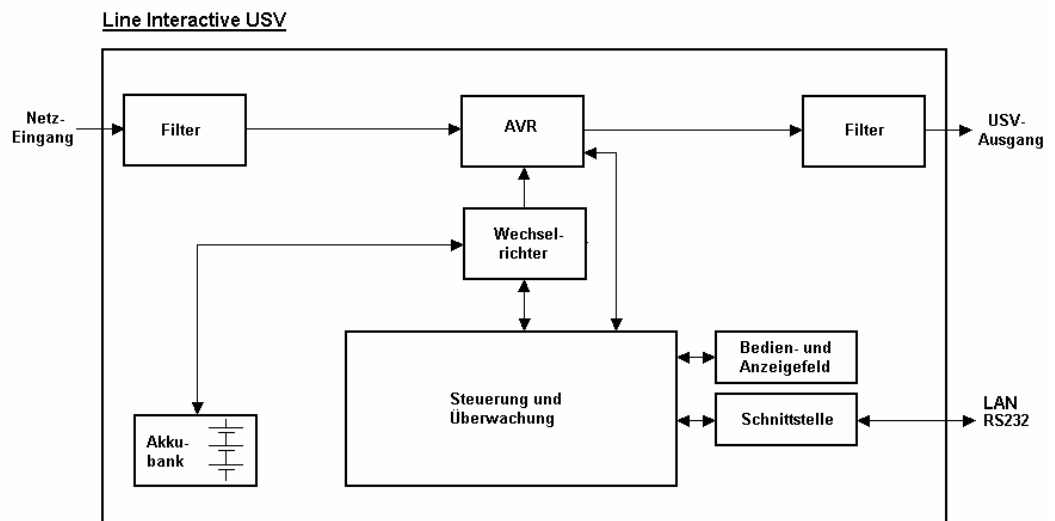 Line Interactive USV
Netz-
Eingang
Filter
AVR
Filter
USV-
Ausgang
Wechsel-
richter
Steuerung und
Überwachung
Bedien- und
Anzeigefeld
Schnittstelle
LAN
RS232
Akku-
bank